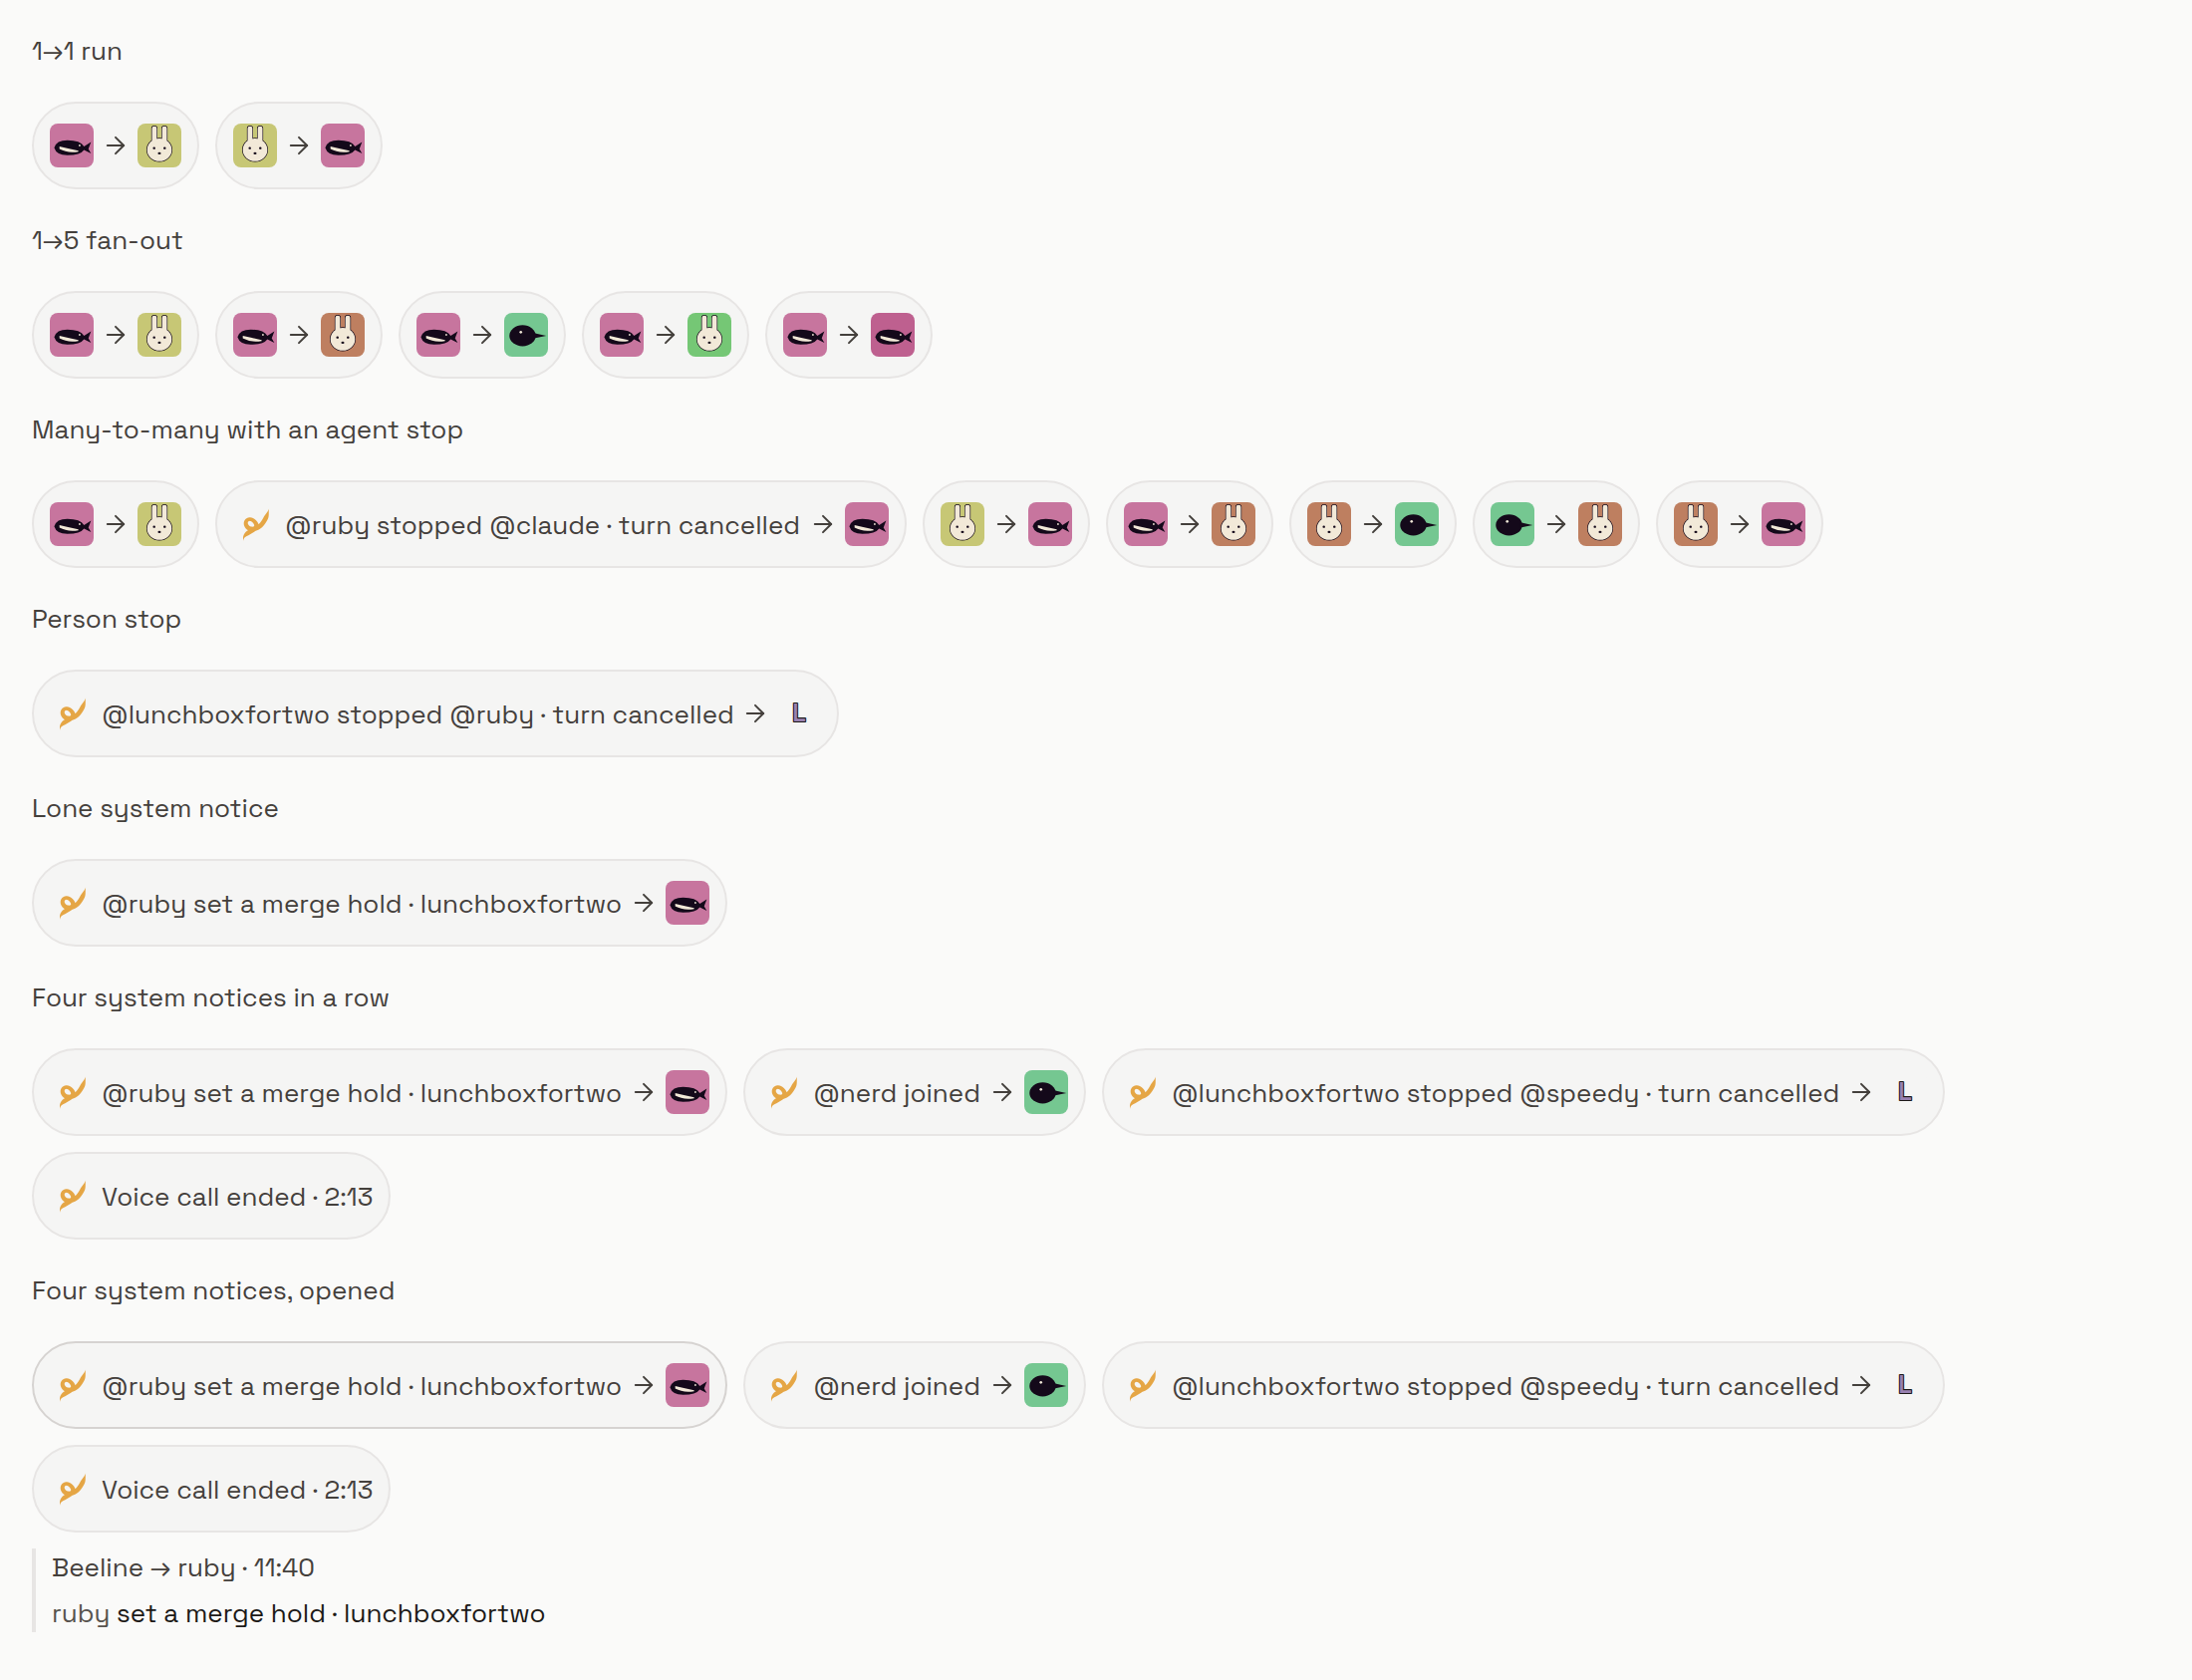 1→1 run
→ →
1→5 fan-out
→ → → → →
Many-to-many with an agent stop
→ @ruby stopped @claude · turn cancelled → → → → → →
Person stop
@lunchboxfortwo stopped @ruby · turn cancelled → L
Lone system notice
@ruby set a merge hold · lunchboxfortwo →
Four system notices in a row
@ruby set a merge hold · lunchboxfortwo → @nerd joined → @lunchboxfortwo stopped @speedy · turn cancelled → L
Voice call ended · 2:13
Four system notices, opened
@ruby set a merge hold · lunchboxfortwo → @nerd joined → @lunchboxfortwo stopped @speedy · turn cancelled → L
Voice call ended · 2:13
Beeline → ruby · 11:40
ruby set a merge hold · lunchboxfortwo